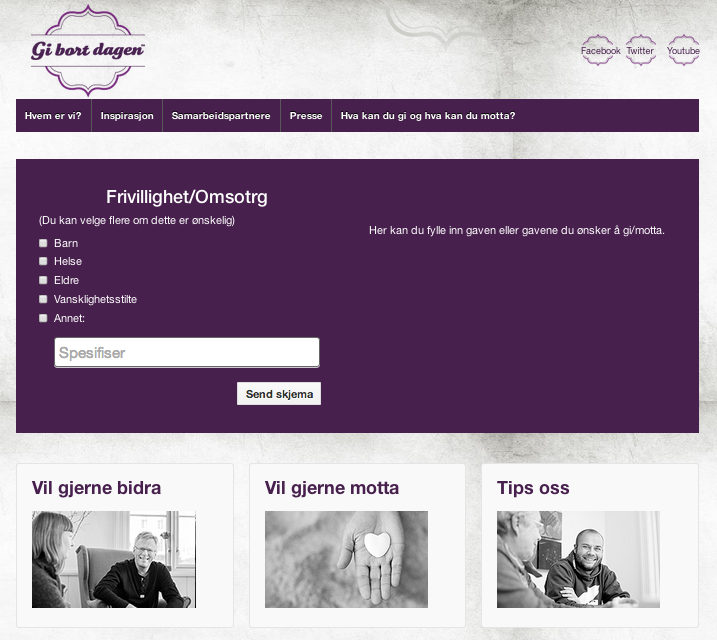 Gi bort dagen™
Facebook Twitter Youtube
Hvem er vi? Inspirasjon Samarbeidspartnere Presse Hva kan du gi og hva kan du motta?
Frivillighet/Omsotrg
(Du kan velge flere om dette er ønskelig)
Her kan du fylle inn gaven eller gavene du ønsker å gi/motta.
Barn
Helse
Eldre
Vansklighetsstilte
Annet:
Spesifiser
Send skjema
Vil gjerne bidra
Vil gjerne motta
Tips oss